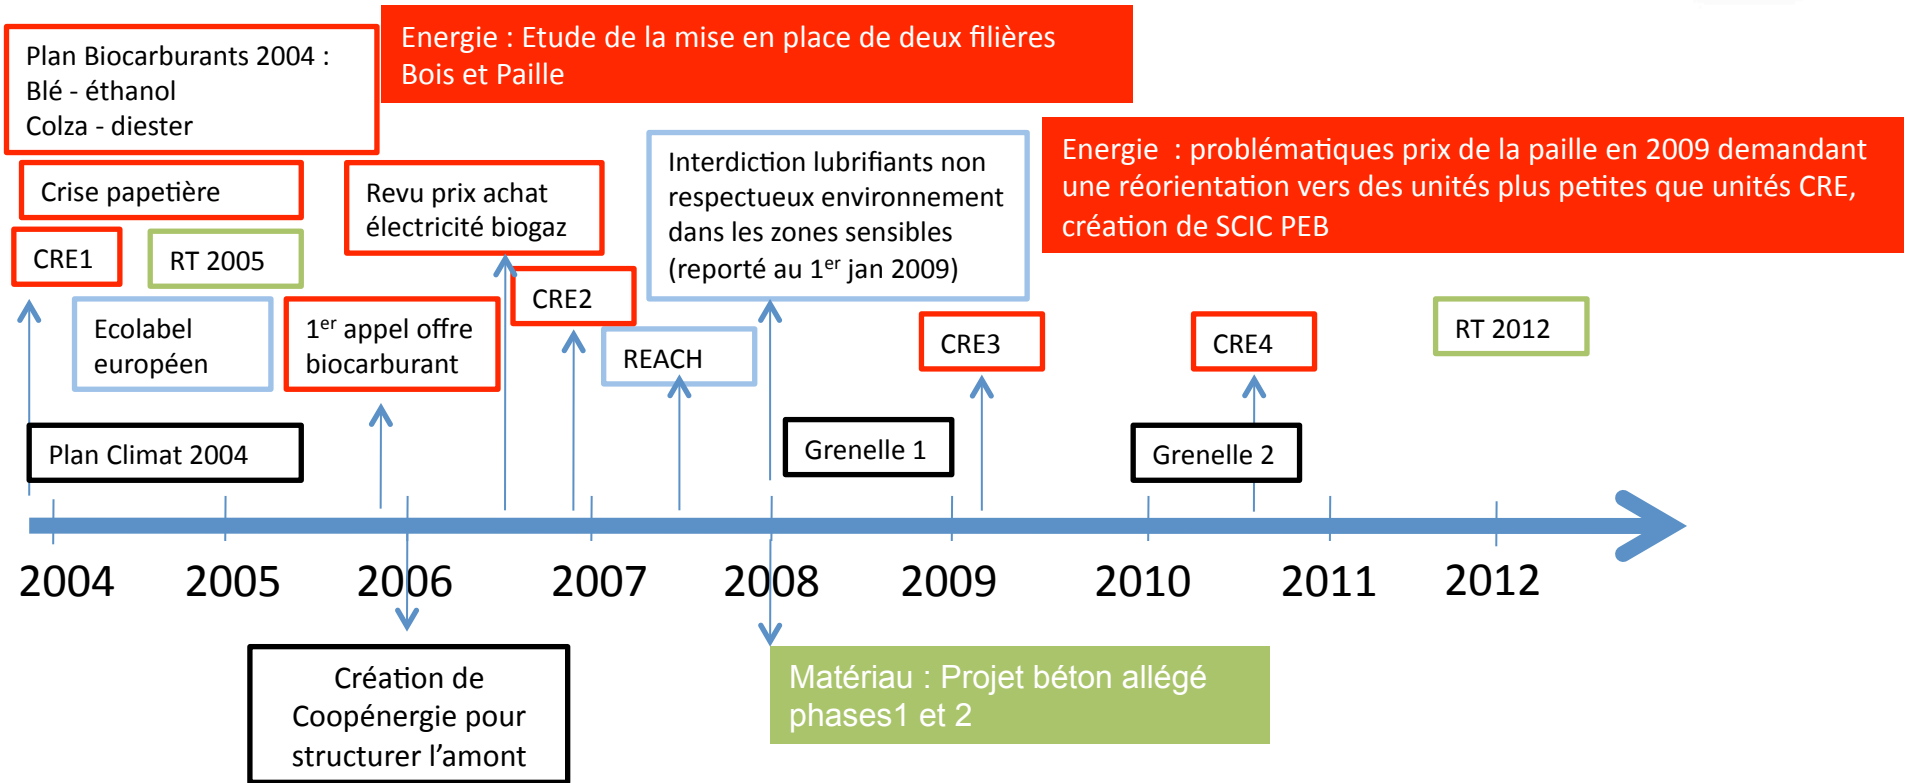 Plan Biocarburants 2004 :
Blé - éthanol
Colza - diester
Energie : Etude de la mise en place de deux filières
Bois et Paille
Crise papetière
Revu prix achat
électricité biogaz
Interdiction lubrifiants non
respectueux environnement
dans les zones sensibles
(reporté au 1er jan 2009)
Energie : problématiques prix de la paille en 2009 demandant
une réorientation vers des unités plus petites que unités CRE,
création de SCIC PEB
CRE1
RT 2005
CRE2
Ecolabel
européen
1er appel offre
biocarburant
REACH
CRE3
CRE4
RT 2012
Plan Climat 2004
Grenelle 1
Grenelle 2
2004
2005
2006
2007
2008
2009
2010
2011
2012
Création de
Coopénergie pour
structurer l'amont
Matériau : Projet béton allégé
phases1 et 2